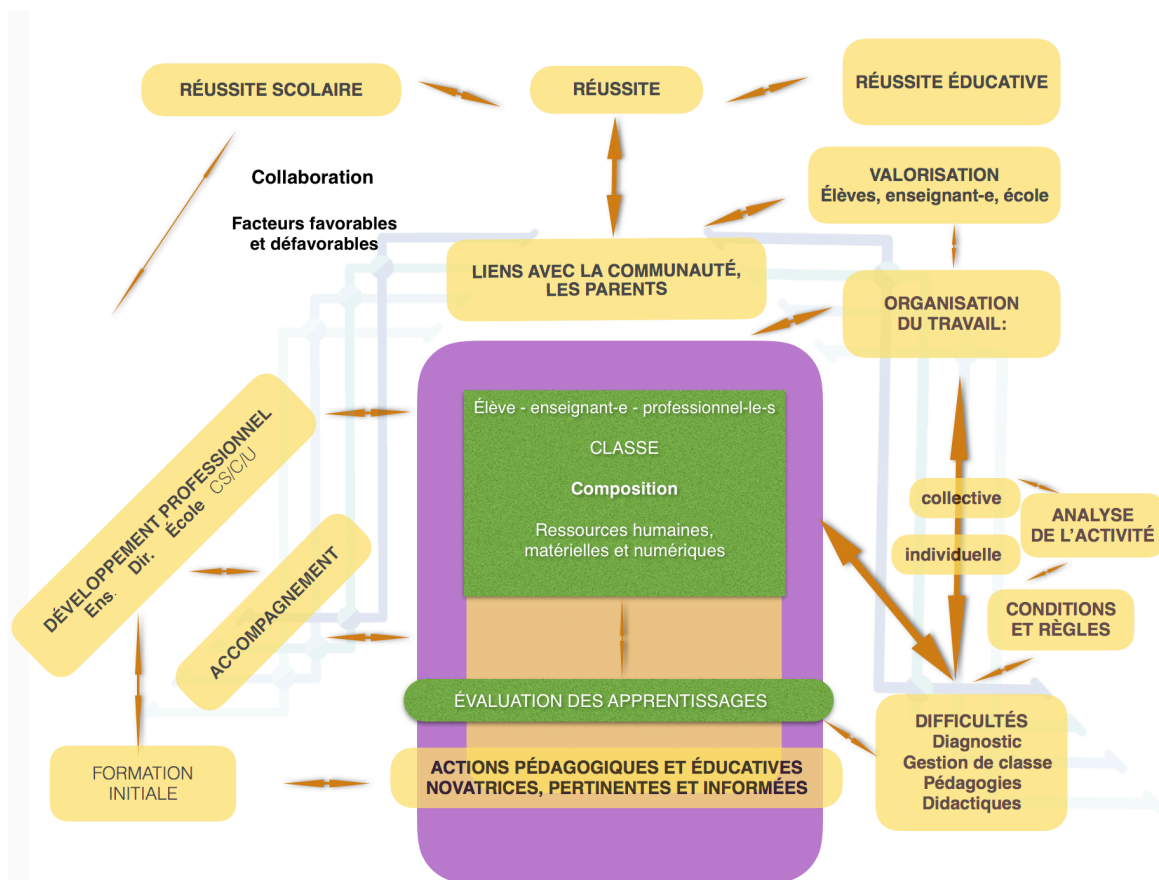 RÉUSSITE SCOLAIRE
RÉUSSITE
RÉUSSITE ÉDUCATIVE
Collaboration
Facteurs favorables
et défavorables
VALORISATION
Élèves, enseignant-e, école
LIENS AVEC LA COMMUNAUTÉ,
LES PARENTS
ORGANISATION
DU TRAVAIL:
Élève - enseignant-e - professionnel-le-s
CLASSE
Composition
Ressources humaines,
matérielles et numériques
DÉVELOPPEMENT PROFESSIONNEL
Ens. Dir. École CS/C/U
ACCOMPAGNEMENT
collective
individuelle
ANALYSE
DE L’ACTIVITÉ
CONDITIONS
ET RÈGLES
ÉVALUATION DES APPRENTISSAGES
DIFFICULTÉS
Diagnostic
Gestion de classe
Pédagogies
Didactiques
FORMATION
INITIALE
ACTIONS PÉDAGOGIQUES ET ÉDUCATIVES
NOVATRICES, PERTINENTES ET INFORMÉES